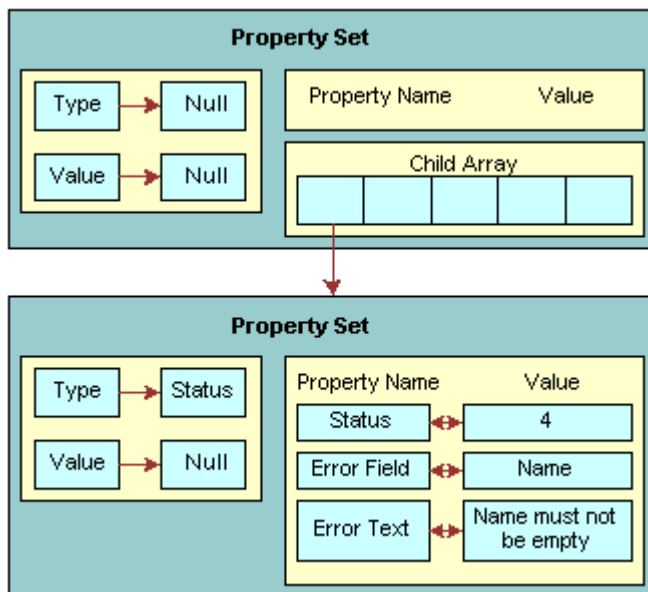 Property Set
Type Null
Value Null
Property Name Value
Child Array
Property Set
Type Status
Value Null
Property Name Value
Status 4
Error Field Name
Error Text Name must not
be empty